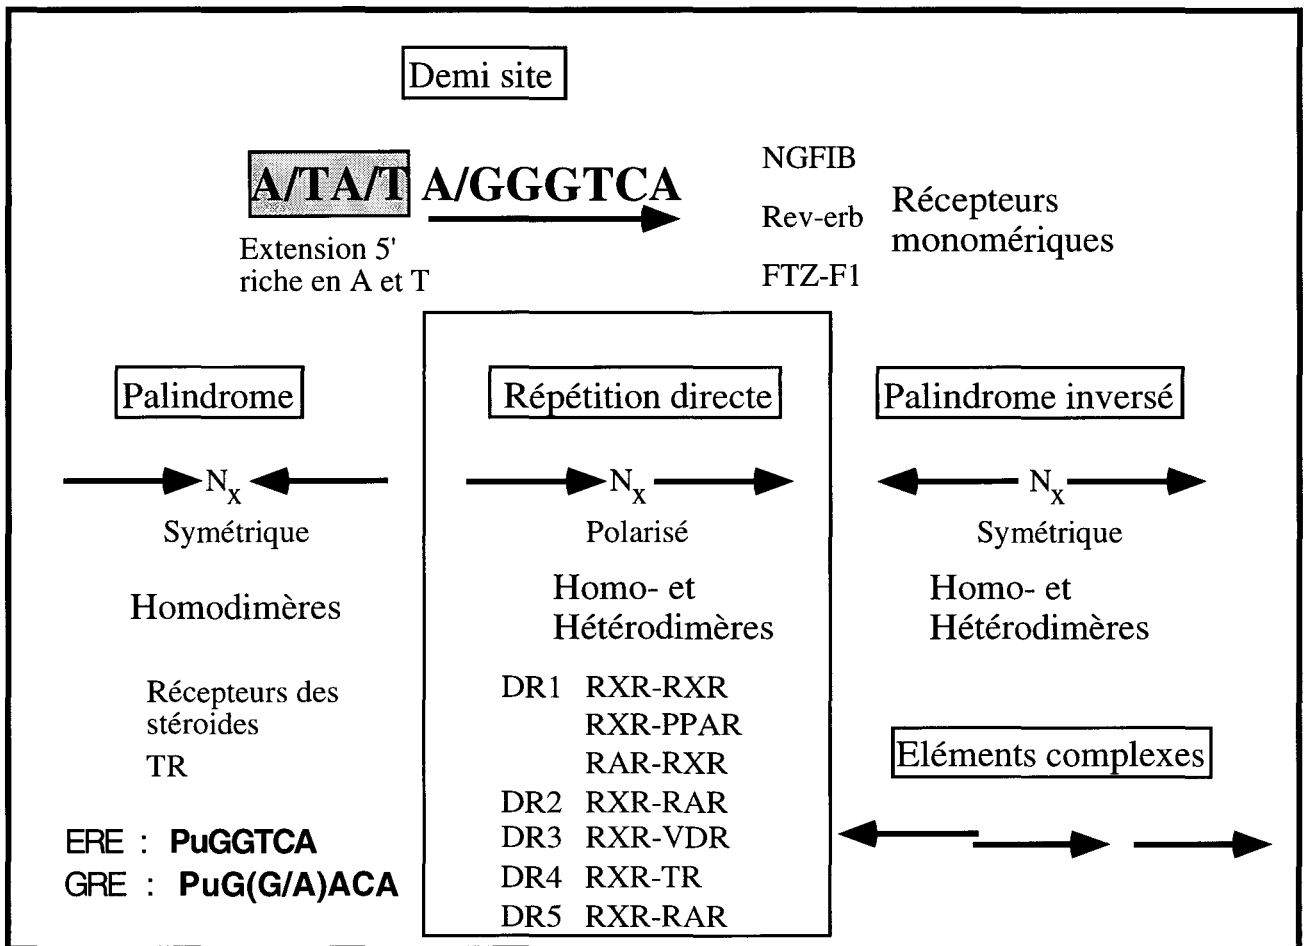 Demi site
A/TA/T A/GGGTCA
Extension 5'
riche en A et T
NGFIB
Rev-erb
FTZ-F1
Récepteurs
monomériques
Palindrome
Nx
Symétrique
Homodimères
Récepteurs des
stéroides
TR
ERE : PuGGTCA
GRE : PuG(G/A)ACA
Répétition directe
Nx
Polarisé
Homo- et
Hétérodimères
DR1 RXR-RXR
RXR-PPAR
RAR-RXR
DR2 RXR-RAR
DR3 RXR-VDR
DR4 RXR-TR
DR5 RXR-RAR
Palindrome inversé
Nx
Symétrique
Homo- et
Hétérodimères
Eléments complexes